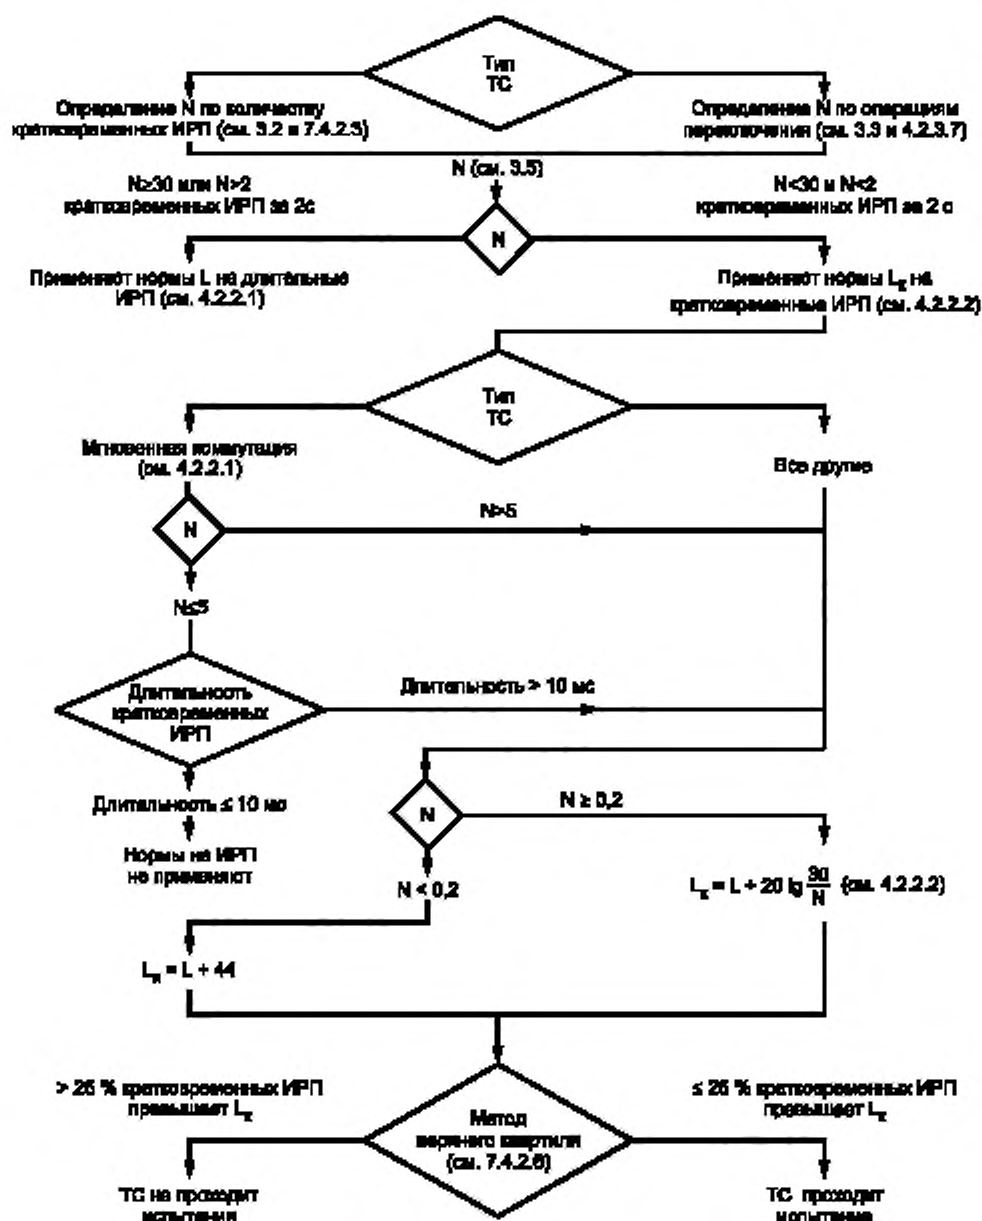 Тип
ТС
Определение N по количеству
кратковременных ИРП (см. 3.2 и 7.4.2.3)
Определение N по операциям
переключения (см. 3.3 и 4.2.3.7)
N (см. 3.5)
N≥30 или N>2
кратковременных ИРП за 2с
N<30 и N<2
кратковременных ИРП за 2 с
N
Применяют нормы L на длительные
ИРП (см. 4.2.2.1)
Применяют нормы Lк на
кратковременные ИРП (см. 4.2.2.2)
Тип
ТС
Мгновенная коммутация
(см. 4.2.2.1)
Все другие
N
N>5
N≤5
Длительность
кратковременных
ИРП
Длительность > 10 мс
Длительность ≤ 10 мс
Нормы на ИРП
не применяют
N
N ≥ 0,2
N < 0,2
Lк = L + 20 lg 30/N (см. 4.2.2.2)
Lк = L + 44
> 25 % кратковременных ИРП
превышает Lк
≤ 25 % кратковременных ИРП
превышает Lк
Метод
верхнего квартиля
(см. 7.4.2.6)
ТС не проходит
испытания
ТС проходит
испытание